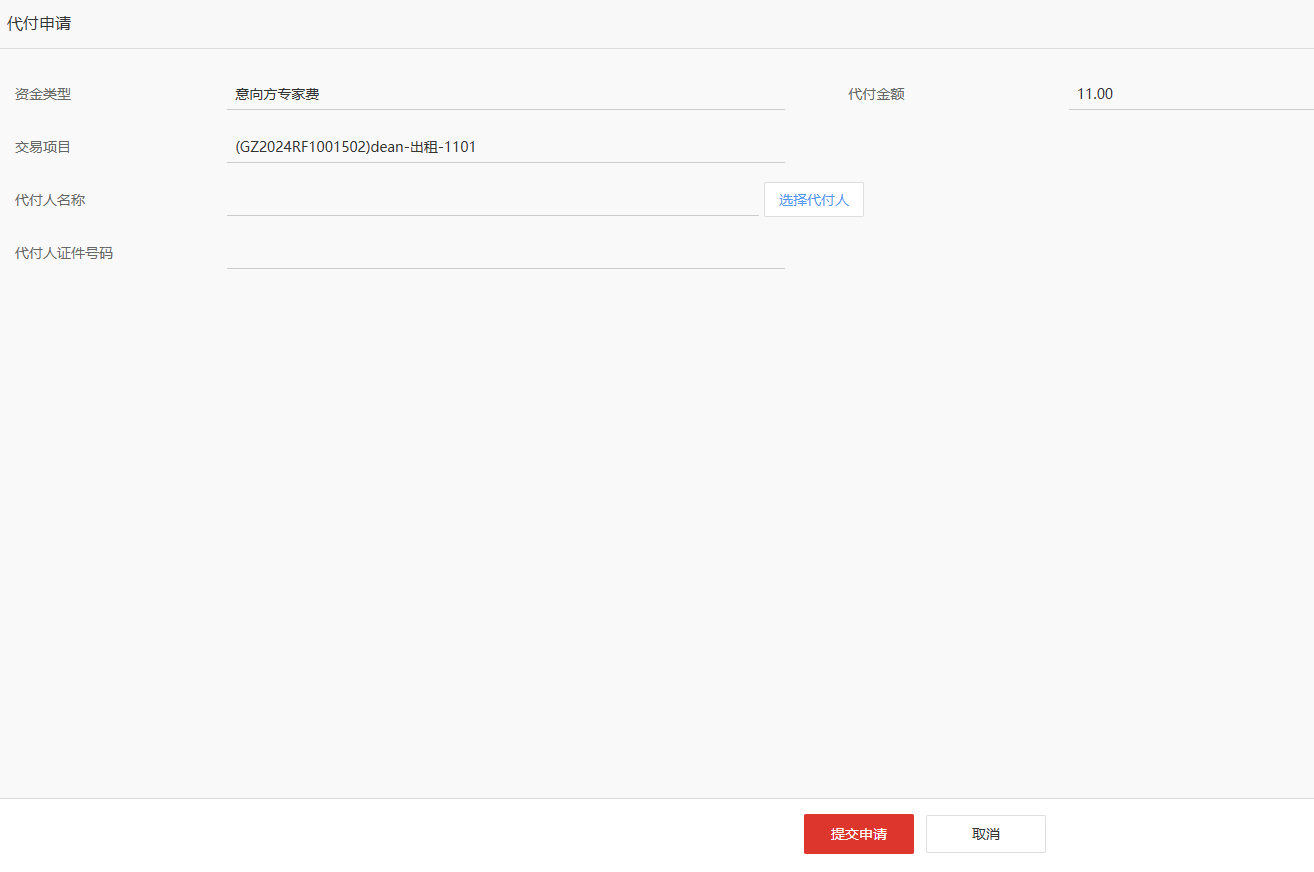 代付申请
资金类型 意向方专家费 代付金额 11.00
交易项目 (GZ2024RF1001502)dean-出租-1101
代付人名称 选择代付人
代付人证件号码
提交申请 取消